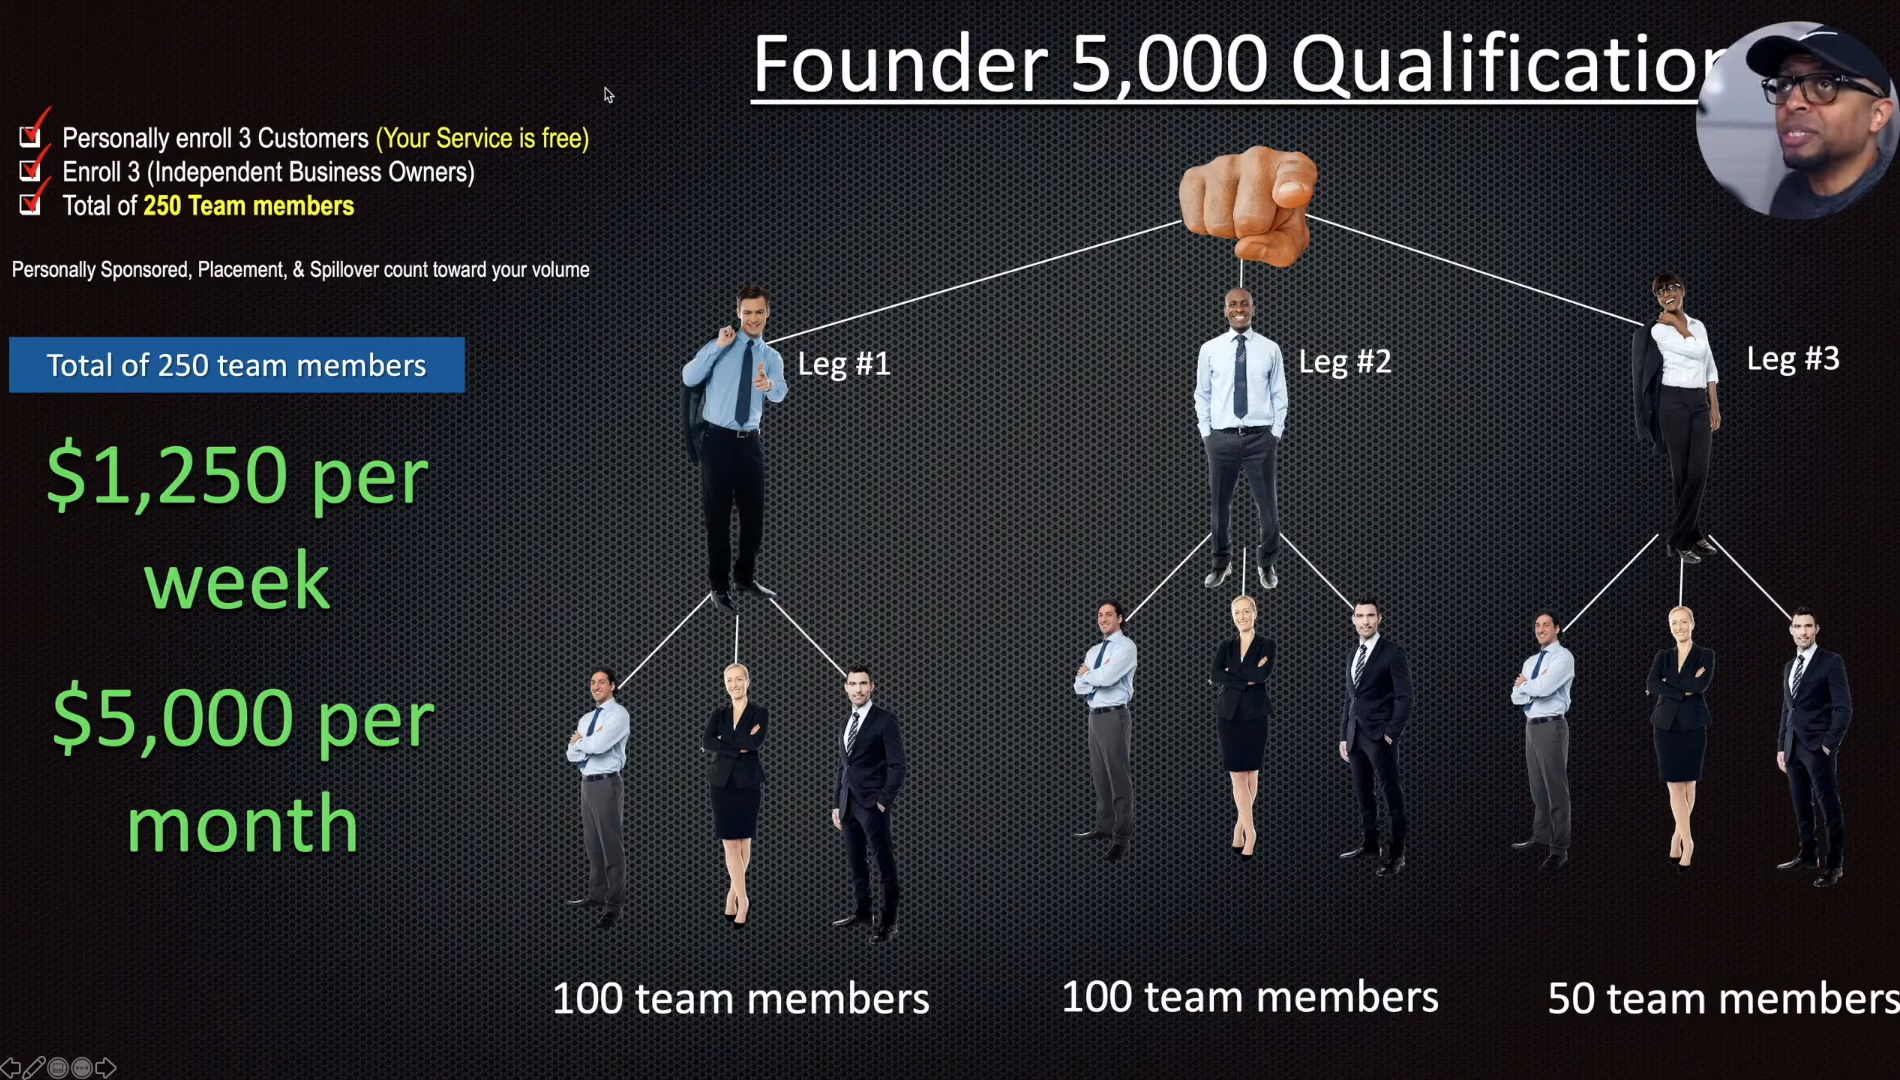 Founder 5,000 Qualification
Personally enroll 3 Customers (Your Service is free)
Enroll 3 (Independent Business Owners)
Total of 250 Team members
Personally Sponsored, Placement, & Spillover count toward your volume
Total of 250 team members
$1,250 per
week
$5,000 per
month
Leg #1
Leg #2
Leg #3
100 team members
100 team members
50 team members